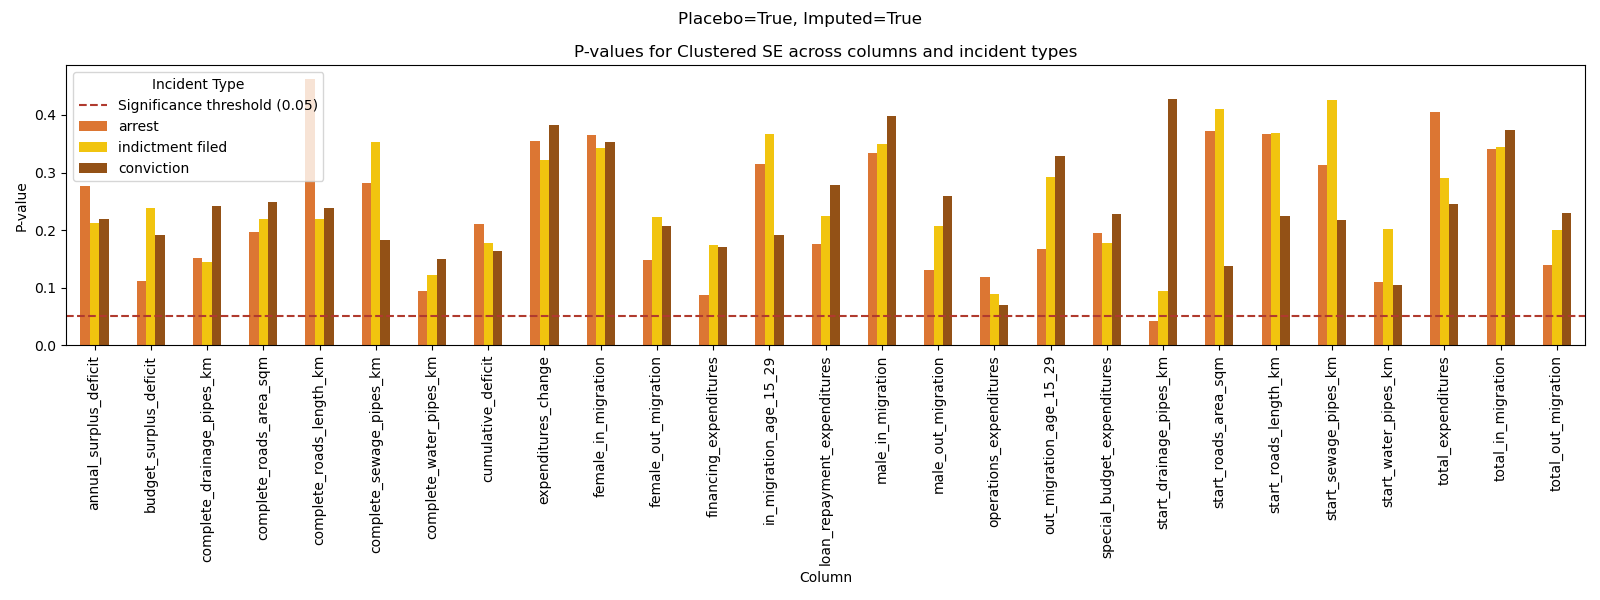 Placebo=True, Imputed=True
P-values for Clustered SE across columns and incident types
Incident Type
Significance threshold (0.05)
arrest
indictment filed
conviction
P-value
0.4
0.3
0.2
0.1
0.0
annual_surplus_deficit
budget_surplus_deficit
complete_drainage_pipes_km
complete_roads_area_sqm
complete_roads_length_km
complete_sewage_pipes_km
complete_water_pipes_km
cumulative_deficit
expenditures_change
female_in_migration
female_out_migration
financing_expenditures
in_migration_age_15_29
loan_repayment_expenditures
male_in_migration
male_out_migration
operations_expenditures
out_migration_age_15_29
special_budget_expenditures
start_drainage_pipes_km
start_roads_area_sqm
start_roads_length_km
start_sewage_pipes_km
start_water_pipes_km
total_expenditures
total_in_migration
total_out_migration
Column